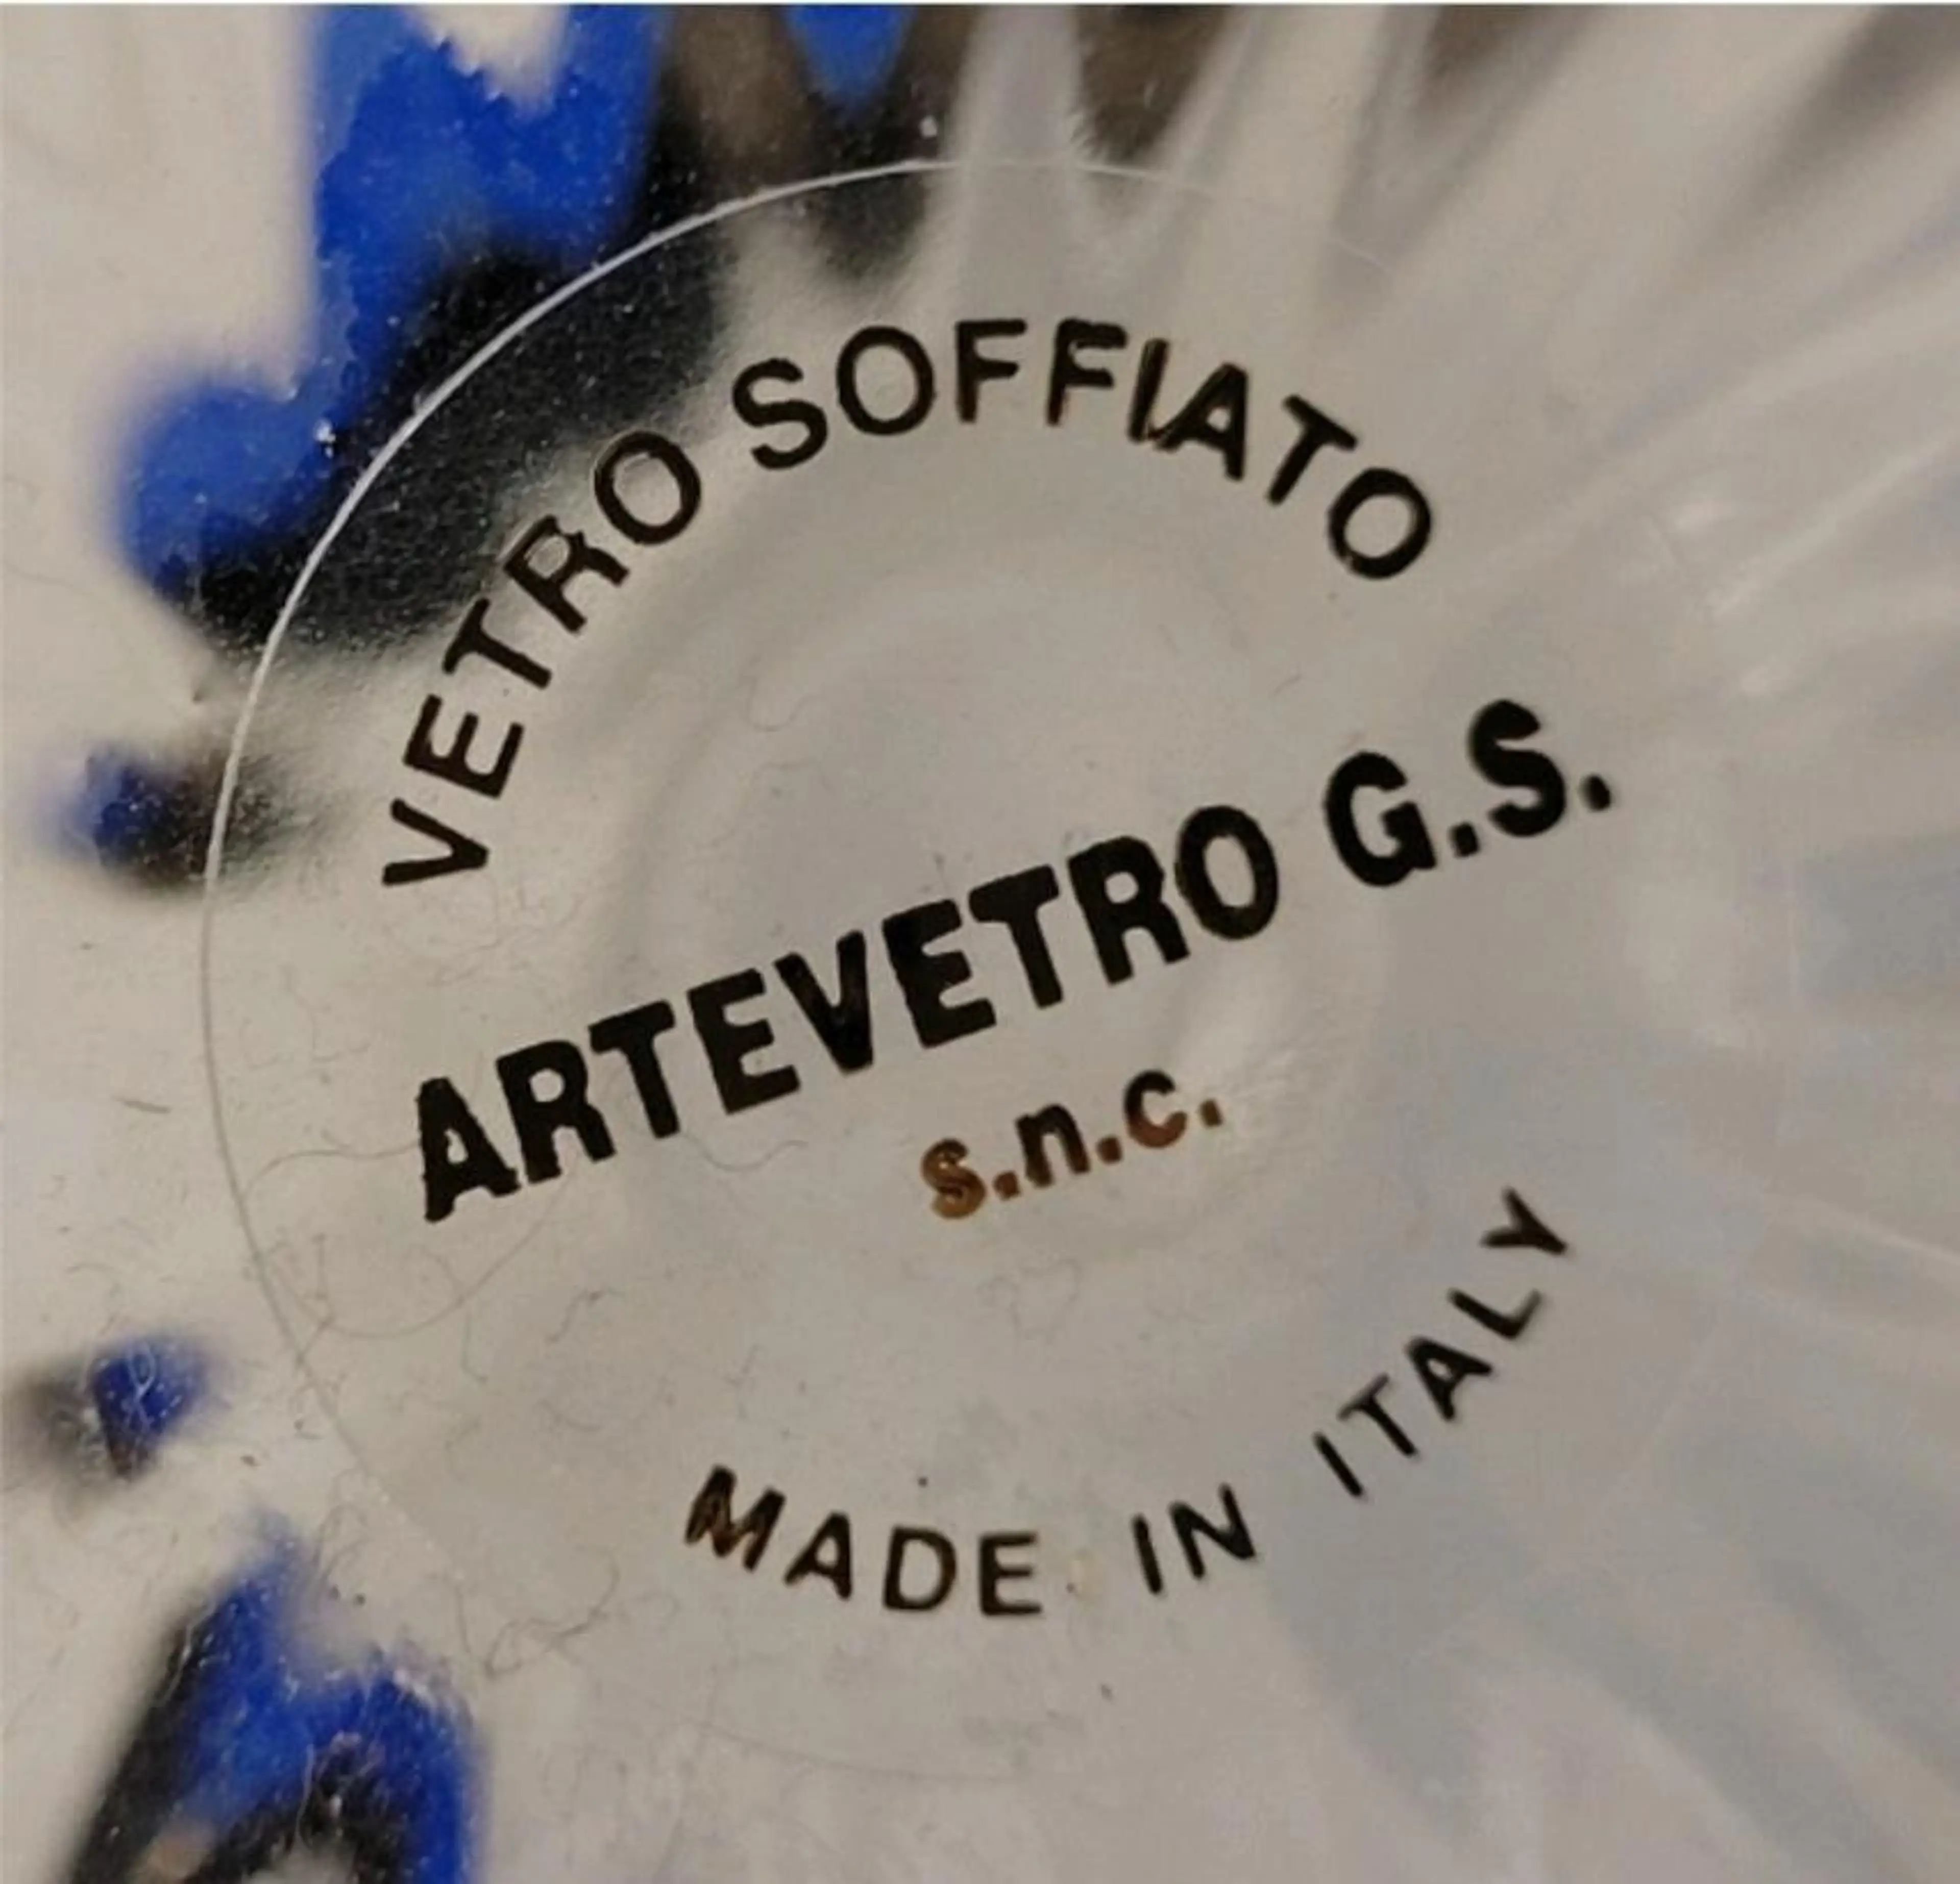 VETRO SOFFIATO
ARTEVETRO G.S.
s.n.c.
MADE IN ITALY